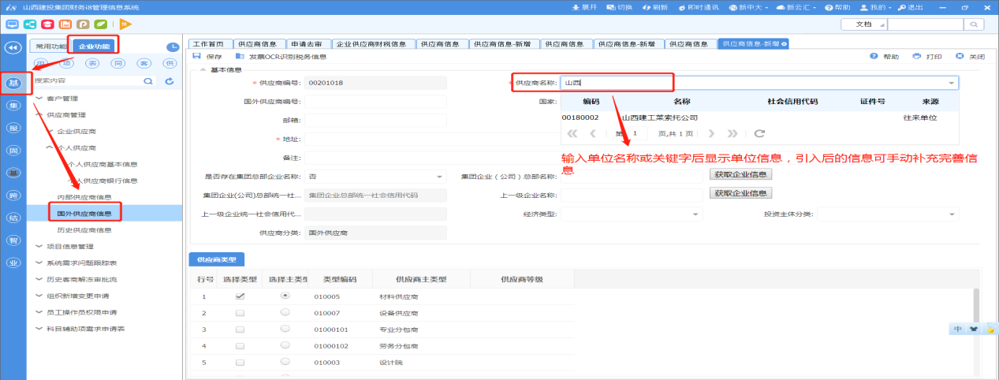 i8 山西建投集团财务i8管理信息系统 展开 切换 刷新 即时通讯 新中大 新云汇 帮助 我的 退出
快
文档
常用功能 企业功能
组 项 表 同 客 供
搜索内容
基
集
报
固
基
跨
结
智
业
客户管理
供应商管理
企业供应商
个人供应商
个人供应商基本信息
个人供应商银行信息
内部供应商信息
国外供应商信息
历史供应商信息
项目信息管理
系统需求问题跟踪表
历史客商解冻审批流
组织新增变更申请
员工操作员权限申请
科目辅助项需求申请表
工作首页 供应商信息 申请去审 企业供应商财税信息 供应商信息 供应商信息-新增 供应商信息 供应商信息-新增 供应商信息 供应商信息-新增
保存 发票OCR识别税务信息 帮助 打印 关闭
基本信息
* 供应商编号: 00201018 * 供应商名称: 山西
国外供应商编号: 国家:
编码 名称 社会信用代码 证件号 来源
00180002 山西建工莱索托公司 往来单位
第 1 页,共 1 页
邮箱:
* 地址:
备注:
输入单位名称或关键字后显示单位信息，引入后的信息可手动补充完善信
息
是否存在集团总部企业名称: 否 集团企业（公司）总部名称: 获取企业信息
集团企业(公司)总部统一社... 集团企业总部统一社会信用代码 上一级企业名称: 获取企业信息
上一级企业统一社会信用代... 经济类型: 投资主体分类:
供应商分类: 国外供应商
供应商类型
行号 选择类型 选择主类型 类型编码 供应商主类型 供应商等级
1 010005 材料供应商
2 010007 设备供应商
3 01000101 专业分包商
4 01000102 劳务分包商
5 010003 设计院
中